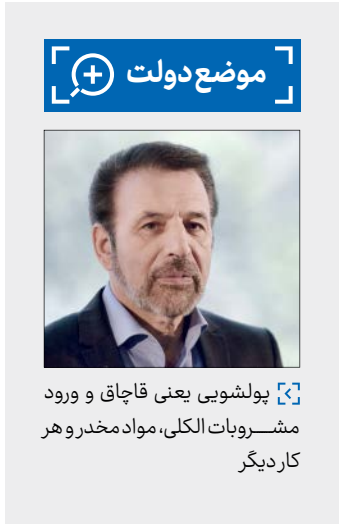 موضع دولت
پولشویی یعنی قاچاق و ورود
مشـــروبات الکلی، مواد مخدر و هر
کار دیگر